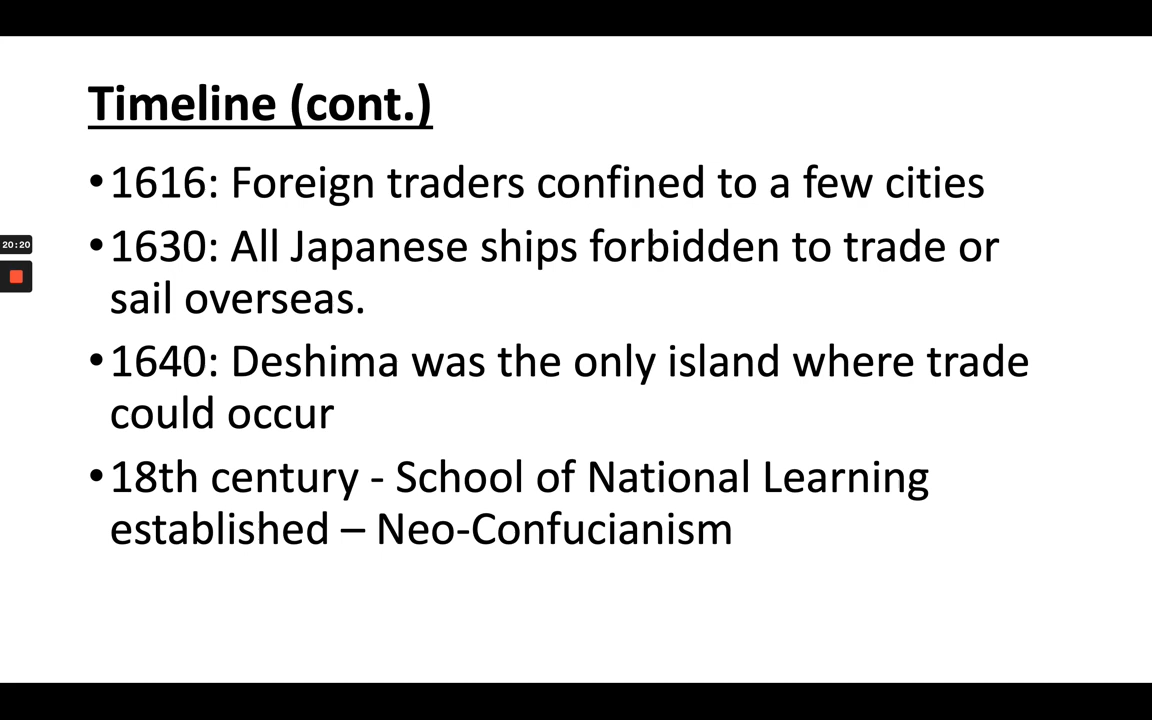 Timeline (cont.)
•1616: Foreign traders confined to a few cities
•1630: All Japanese ships forbidden to trade or
sail overseas.
•1640: Deshima was the only island where trade
could occur
•18th century - School of National Learning
established – Neo-Confucianism
20:20